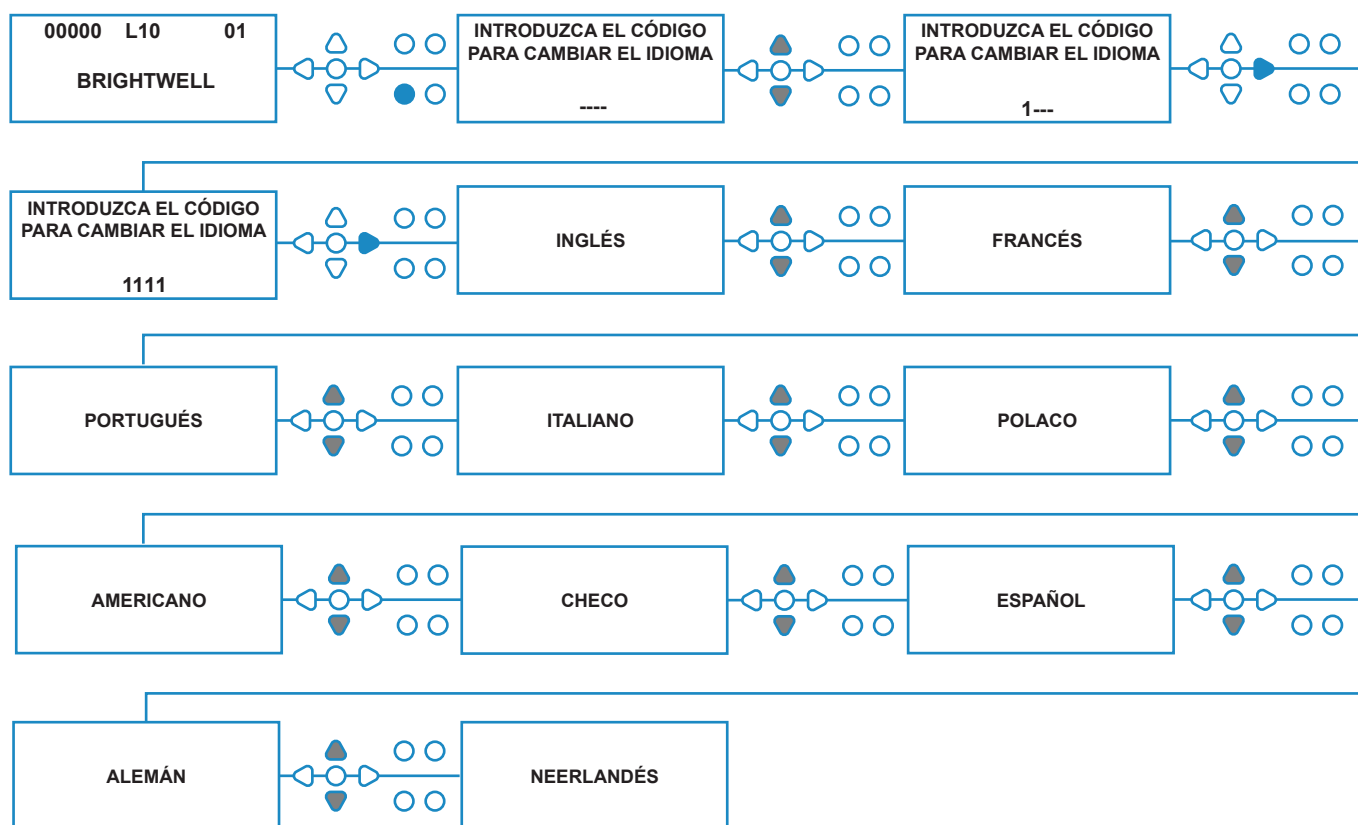 00000 L10 01
BRIGHTWELL
INTRODUZCA EL CÓDIGO
PARA CAMBIAR EL IDIOMA
----
INTRODUZCA EL CÓDIGO
PARA CAMBIAR EL IDIOMA
1---
INTRODUZCA EL CÓDIGO
PARA CAMBIAR EL IDIOMA
1111
INGLÉS
FRANCÉS
PORTUGUÉS
ITALIANO
POLACO
AMERICANO
CHECO
ESPAÑOL
ALEMÁN
NEERLANDÉS